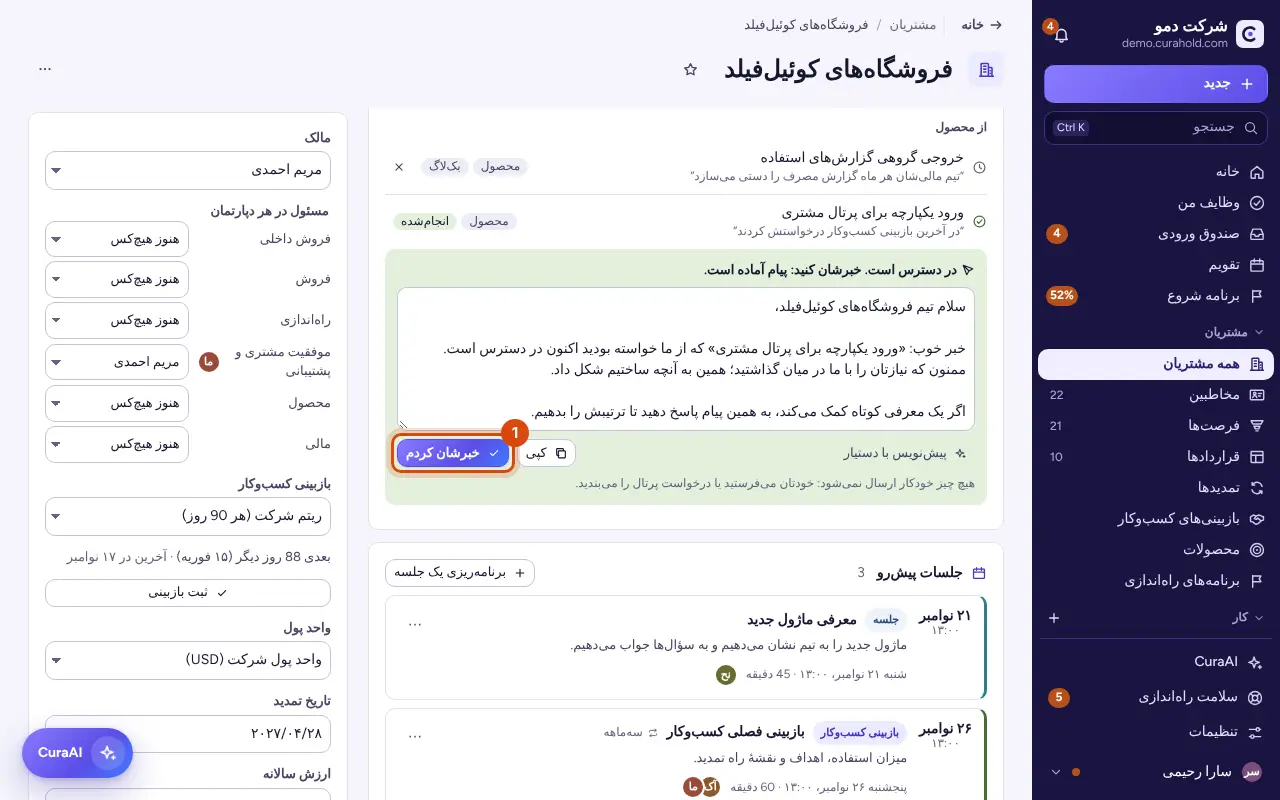 شرکت دمو
demo.curahold.com
4
جدید
جستجو
Ctrl K
خانه
وظایف من
صندوق ورودی
4
تقویم
برنامه شروع
52%
مشتریان
همه مشتریان
مخاطبین
22
فرصت‌ها
21
قراردادها
10
تمدیدها
بازبینی‌های کسب‌وکار
محصولات
برنامه‌های راه‌اندازی
کار
CuraAI
سلامت راه‌اندازی
5
تنظیمات
سر
سارا رحیمی
خانه
مشتریان / فروشگاه‌های کوئیل‌فیلد
فروشگاه‌های کوئیل‌فیلد
از محصول
خروجی گروهی گزارش‌های استفاده
"تیم مالی‌شان هر ماه گزارش مصرف را دستی می‌سازد"
محصول
بک‌لاگ
ورود یکپارچه برای پرتال مشتری
"در آخرین بازبینی کسب‌وکار درخواستش کردند"
محصول
انجام‌شده
در دسترس است. خبرشان کنید: پیام آماده است.
سلام تیم فروشگاه‌های کوئیل‌فیلد،
خبر خوب: «ورود یکپارچه برای پرتال مشتری» که از ما خواسته بودید اکنون در دسترس است.
ممنون که نیازتان را با ما در میان گذاشتید؛ همین به آنچه ساختیم شکل داد.
اگر یک معرفی کوتاه کمک می‌کند، به همین پیام پاسخ دهید تا ترتیبش را بدهیم.
پیش‌نویس با دستیار
کپی
1
خبرشان کردم
هیچ چیز خودکار ارسال نمی‌شود: خودتان می‌فرستید یا درخواست پرتال را می‌بندید.
جلسات پیش‌رو
3
برنامه‌ریزی یک جلسه
۲۱ نوامبر
۱۳:۰۰
جلسه
معرفی ماژول جدید
ماژول جدید را به تیم نشان می‌دهیم و به سؤال‌ها جواب می‌دهیم.
شنبه ۲۱ نوامبر، ۱۳:۰۰ · 45 دقیقه
تح
۲۶ نوامبر
۱۳:۰۰
بازبینی کسب‌وکار
بازبینی فصلی کسب‌وکار
سه‌ماهه
میزان استفاده، اهداف و نقشهٔ راه تمدید.
پنجشنبه ۲۶ نوامبر، ۱۳:۰۰ · 60 دقیقه
آک
ما
مالک
مریم احمدی
مسئول در هر دپارتمان
فروش داخلی
هنوز هیچ‌کس
فروش
هنوز هیچ‌کس
راه‌اندازی
هنوز هیچ‌کس
موفقیت مشتری و پشتیبانی
ما
مریم احمدی
محصول
هنوز هیچ‌کس
مالی
هنوز هیچ‌کس
بازبینی کسب‌وکار
ریتم شرکت (هر 90 روز)
بعدی 88 روز دیگر (۱۵ فوریه) · آخرین در ۱۷ نوامبر
ثبت بازبینی
واحد پول
واحد پول شرکت (USD)
تاریخ تمدید
۲۰۲۷/۰۴/۲۸
ارزش سالانه
CuraAI